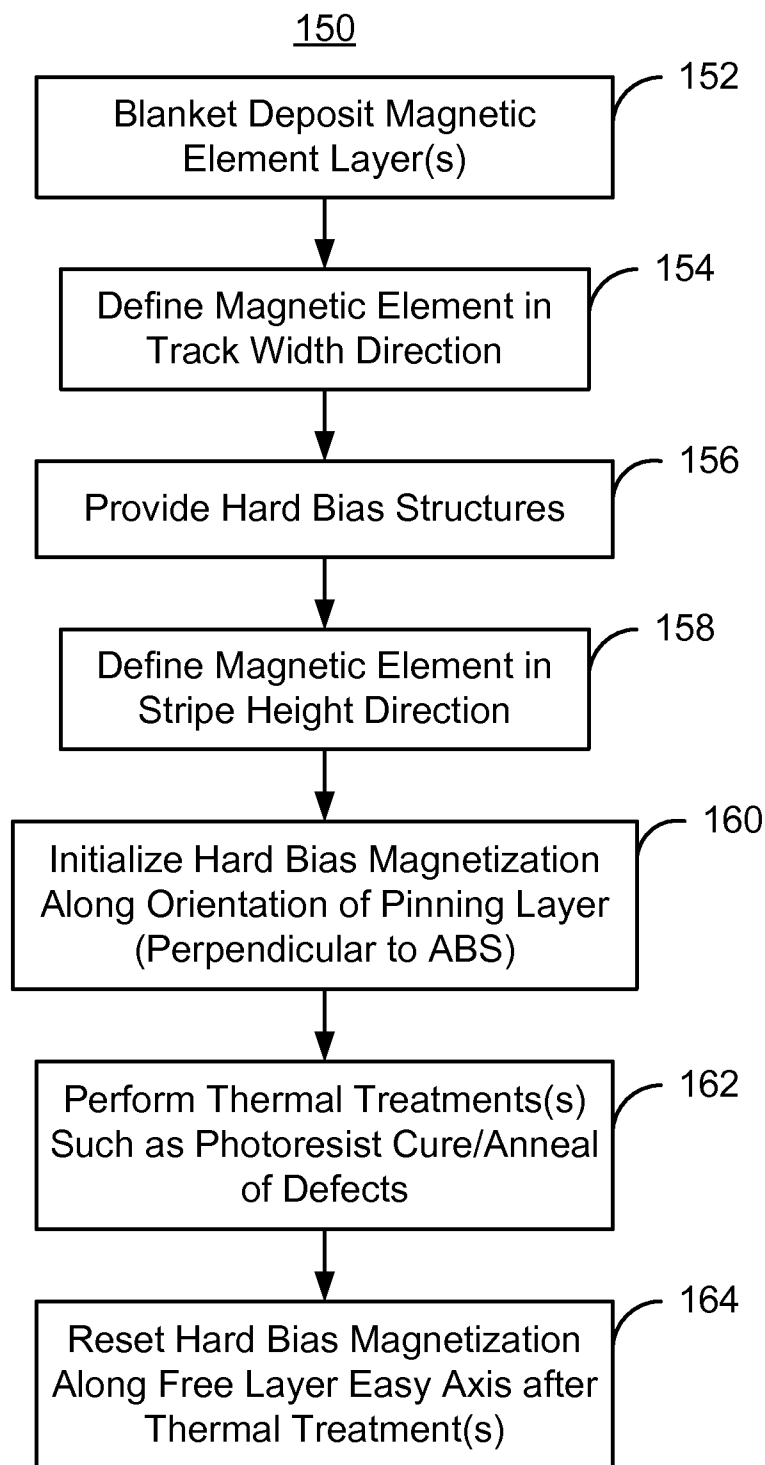 150
152
Blanket Deposit Magnetic
Element Layer(s)
154
Define Magnetic Element in
Track Width Direction
156
Provide Hard Bias Structures
158
Define Magnetic Element in
Stripe Height Direction
160
Initialize Hard Bias Magnetization
Along Orientation of Pinning Layer
(Perpendicular to ABS)
162
Perform Thermal Treatments(s)
Such as Photoresist Cure/Anneal
of Defects
164
Reset Hard Bias Magnetization
Along Free Layer Easy Axis after
Thermal Treatment(s)